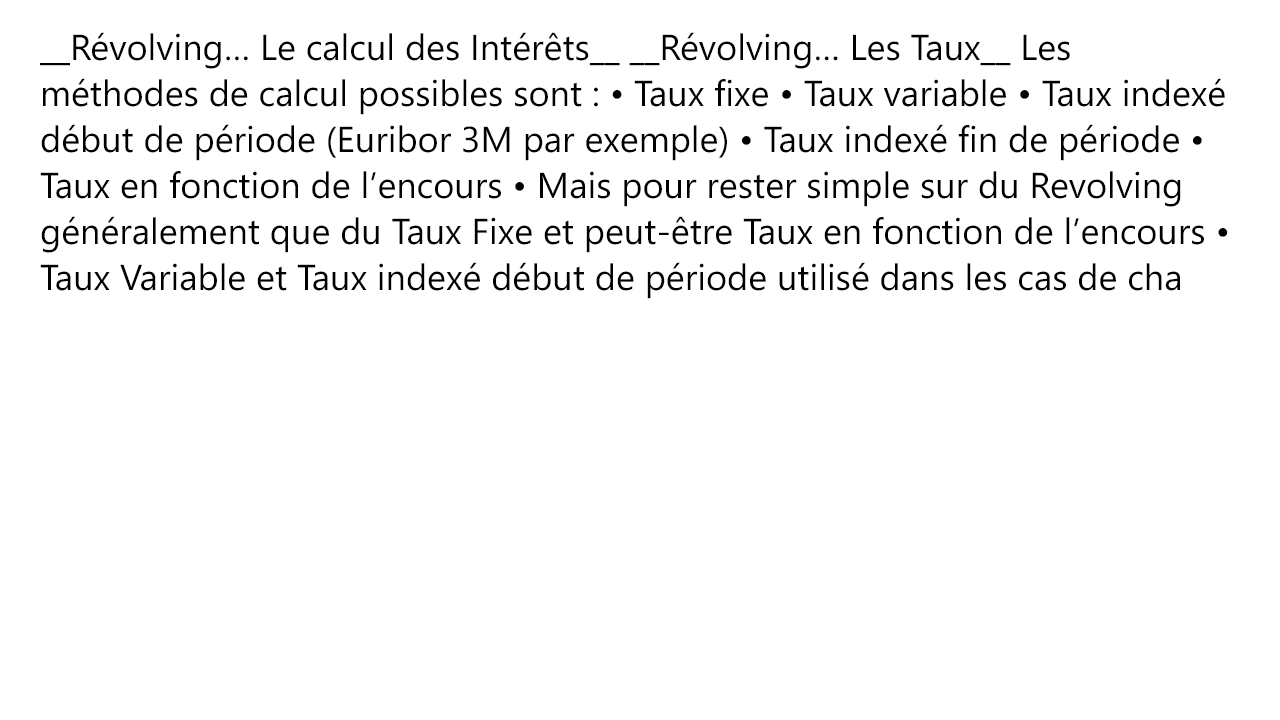 __Révolving… Le calcul des Intérêts__ __Révolving… Les Taux__ Les
méthodes de calcul possibles sont : • Taux fixe • Taux variable • Taux indexé
début de période (Euribor 3M par exemple) • Taux indexé fin de période •
Taux en fonction de l’encours • Mais pour rester simple sur du Revolving
généralement que du Taux Fixe et peut-être Taux en fonction de l’encours •
Taux Variable et Taux indexé début de période utilisé dans les cas de cha